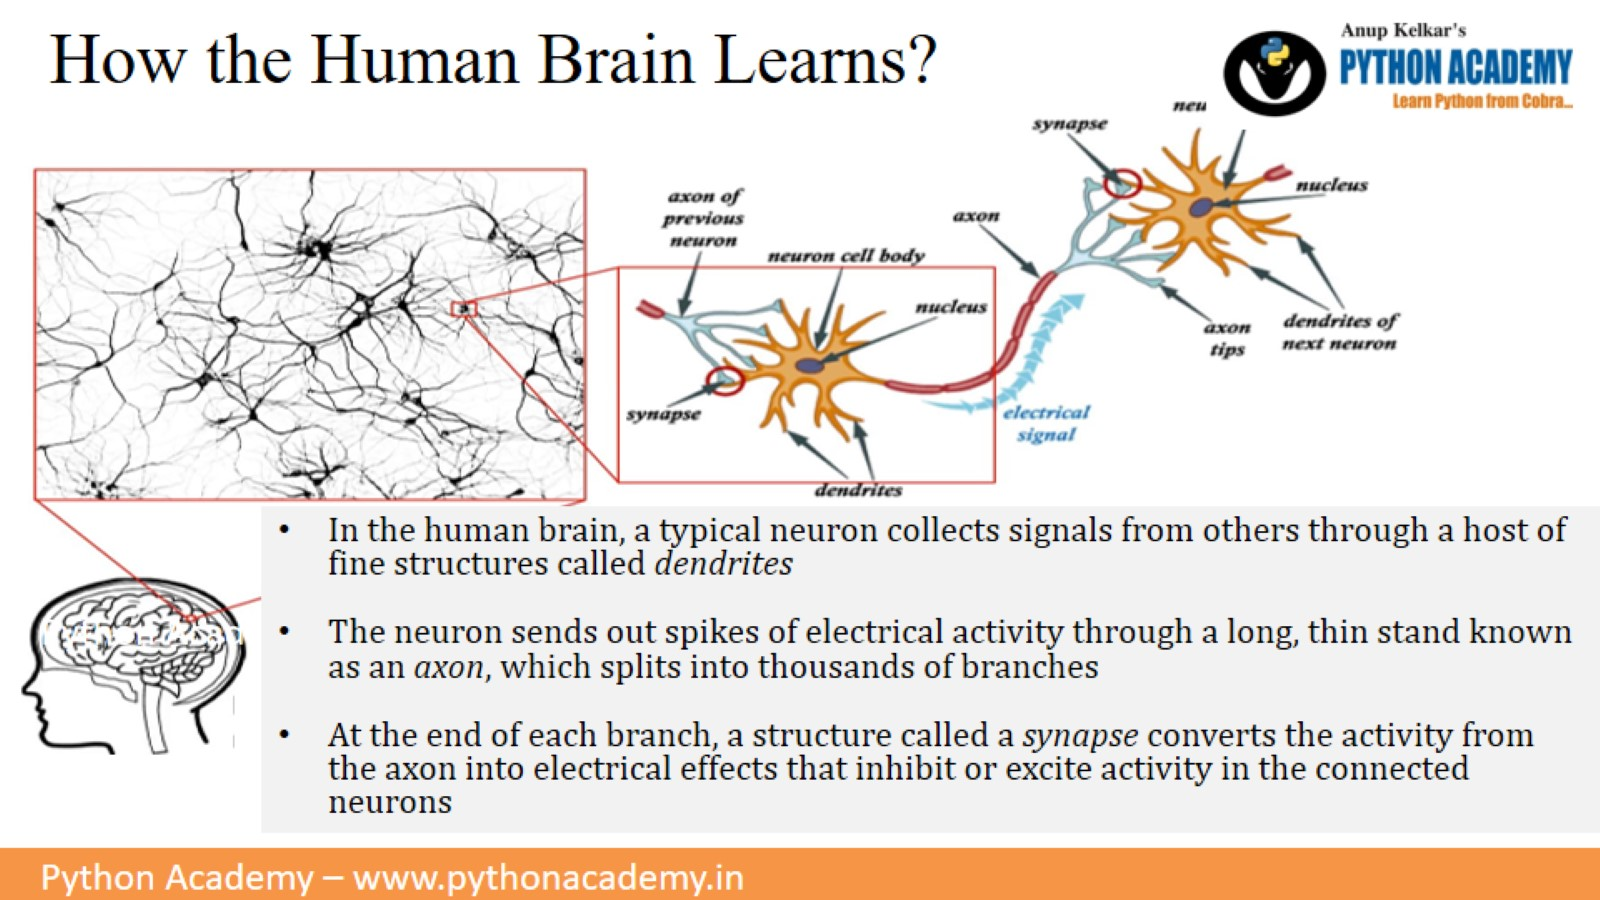 How the Human Brain Learns?
Anup Kelkar's
PYTHON ACADEMY
Learn Python from Cobra...
neu
synapse
nucleus
axon of
previous
neuron
axon
neuron cell body
nucleus
axon
tips
dendrites of
next neuron
synapse
electrical
signal
dendrites
• In the human brain, a typical neuron collects signals from others through a host of
fine structures called dendrites
• The neuron sends out spikes of electrical activity through a long, thin stand known
as an axon, which splits into thousands of branches
• At the end of each branch, a structure called a synapse converts the activity from
the axon into electrical effects that inhibit or excite activity in the connected
neurons
Python Academy – www.pythonacademy.in